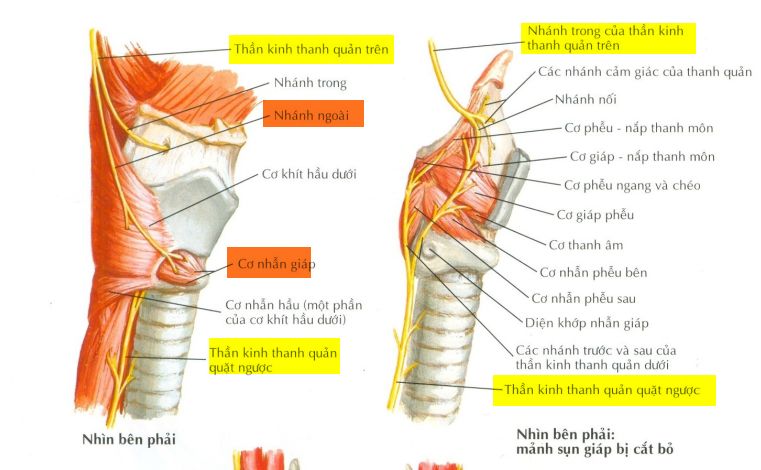 Thần kinh thanh quản trên
Nhánh trong
Nhánh ngoài
Cơ khít hầu dưới
Cơ nhẫn giáp
Cơ nhẫn hầu (một phần
của cơ khít hầu dưới)
Thần kinh thanh quản
quặt ngược
Nhìn bên phải
Nhánh trong của thần kinh
thanh quản trên
Các nhánh cảm giác của thanh quản
Nhánh nối
Cơ phễu - nắp thanh môn
Cơ giáp - nắp thanh môn
Cơ phễu ngang và chéo
Cơ giáp phễu
Cơ thanh âm
Cơ nhẫn phễu bên
Cơ nhẫn phễu sau
Diện khớp nhẫn giáp
Các nhánh trước và sau của
thần kinh thanh quản dưới
Thần kinh thanh quản quặt ngược
Nhìn bên phải:
mảnh sụn giáp bị cắt bỏ